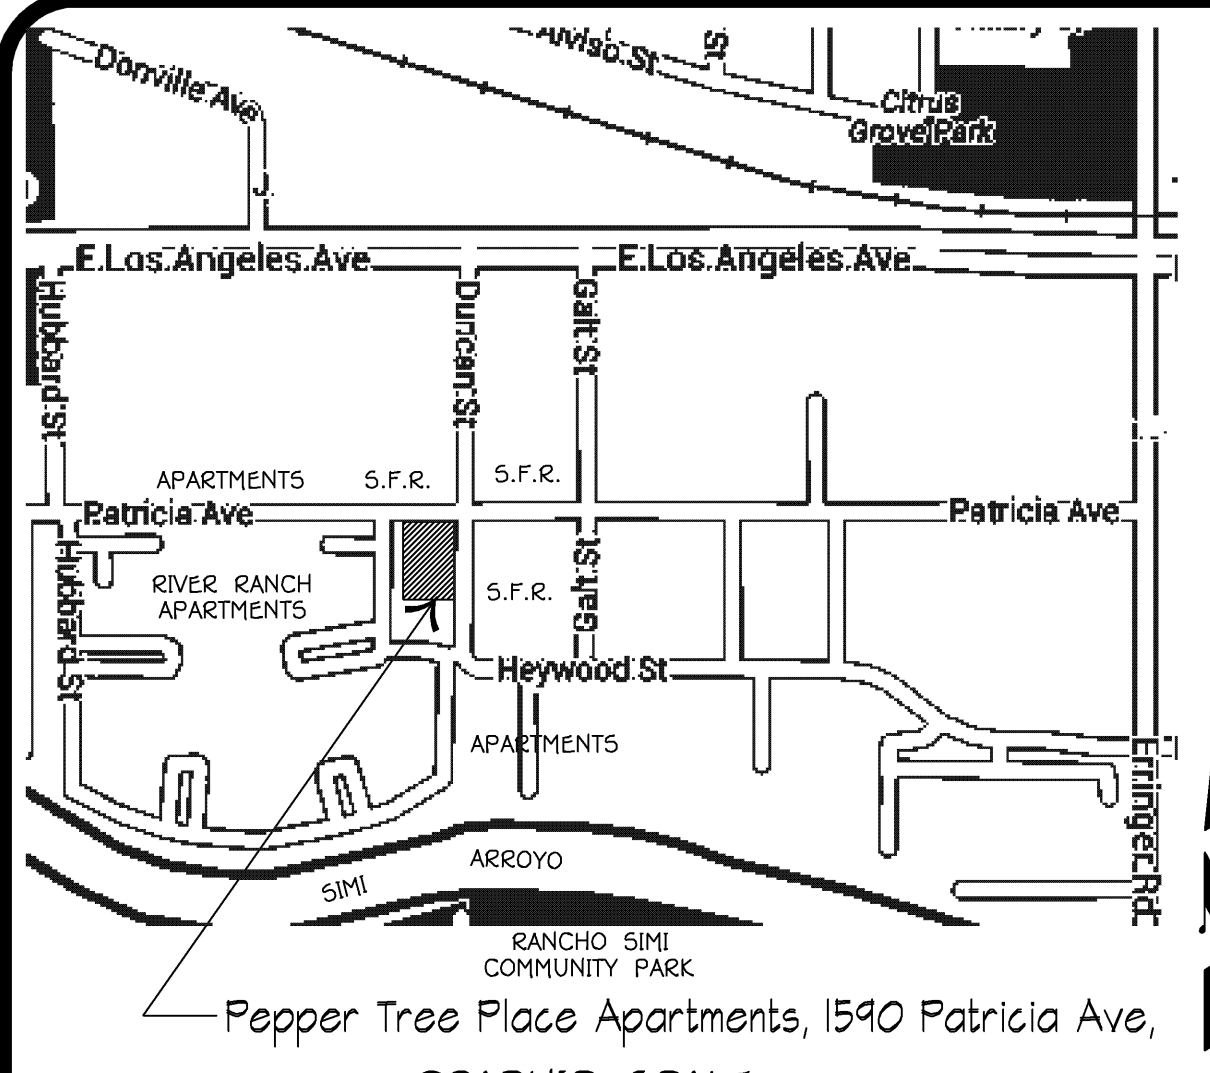 Donville Ave
Alviso St
St
Citrus
Grove Park
E Los Angeles Ave
E Los Angeles Ave
Hubbard St
Duncan St
Galt St
APARTMENTS
S.F.R.
S.F.R.
Patricia Ave
Patricia Ave
Hubbard St
RIVER RANCH
APARTMENTS
S.F.R.
Galt St
Heywood St
APARTMENTS
Erringer Rd
ARROYO
SIMI
RANCHO SIMI
COMMUNITY PARK
Pepper Tree Place Apartments, 1590 Patricia Ave,